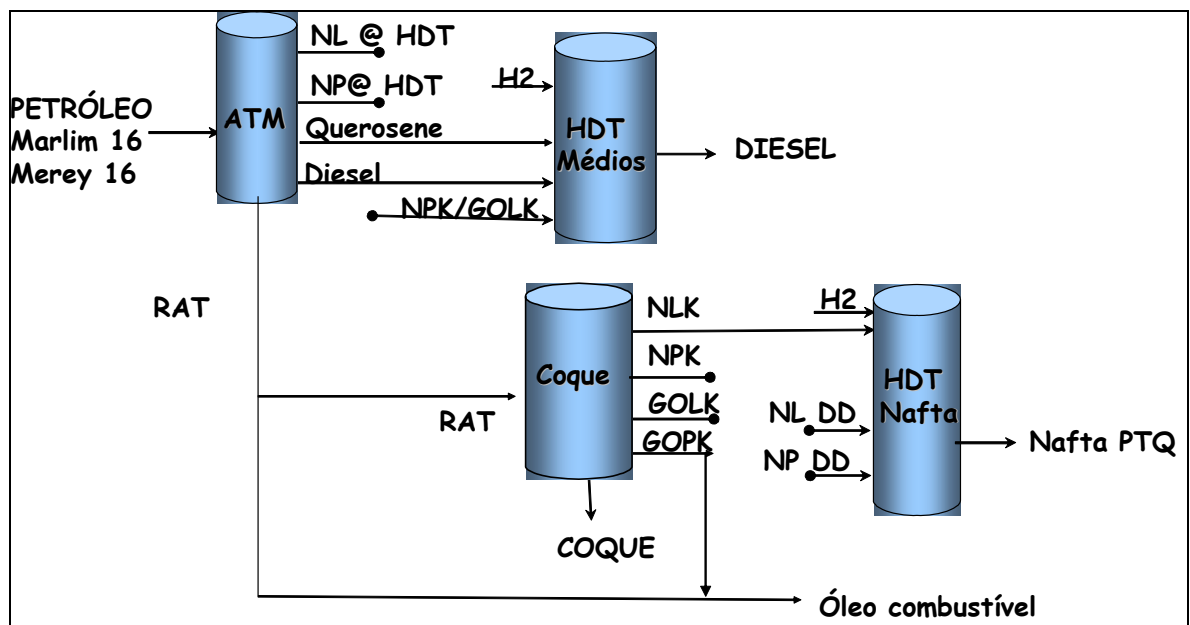 NL @ HDT
NP@ HDT
PETRÓLEO
Marlim 16
Merey 16
ATM
Querosene
Diesel
H2
HDT
Médios
NPK/GOLK
DIESEL
RAT
RAT
Coque
NLK
NPK
GOLK
GOPK
COQUE
H2
HDT
Nafta
NL DD
NP DD
Nafta PTQ
Óleo combustível